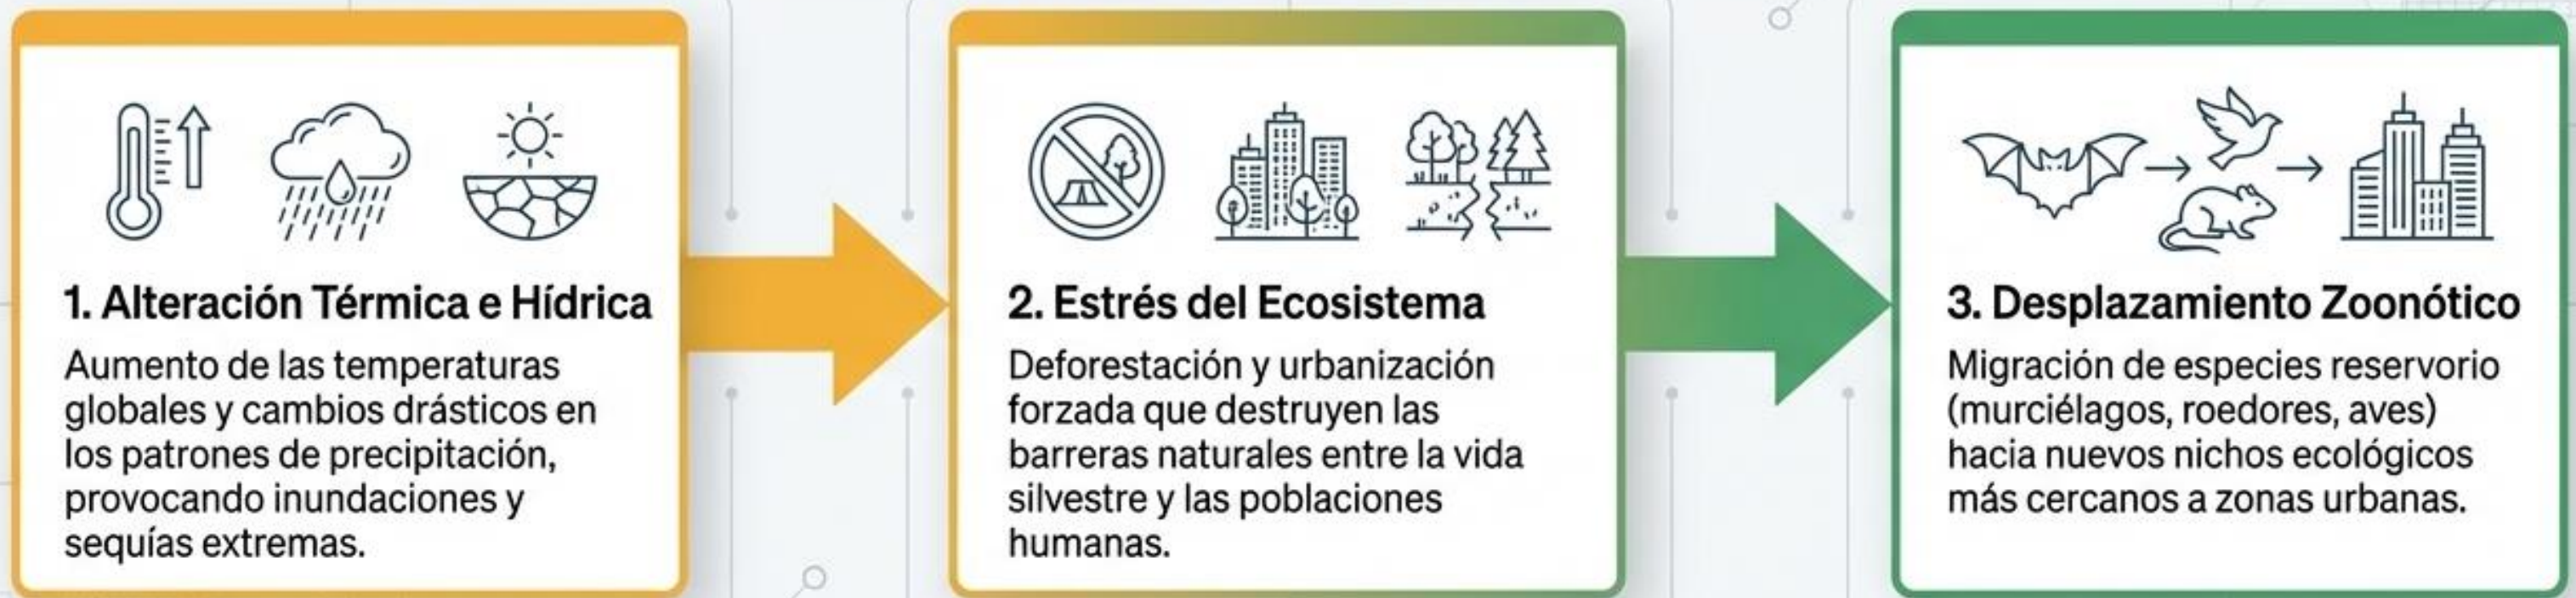 1. Alteración Térmica e Hídrica
Aumento de las temperaturas
globales y cambios drásticos en
los patrones de precipitación,
provocando inundaciones y
sequías extremas.
2. Estrés del Ecosistema
Deforestación y urbanización
forzada que destruyen las
barreras naturales entre la vida
silvestre y las poblaciones
humanas.
3. Desplazamiento Zoonótico
Migración de especies reservorio
(murciélagos, roedores, aves)
hacia nuevos nichos ecológicos
más cercanos a zonas urbanas.